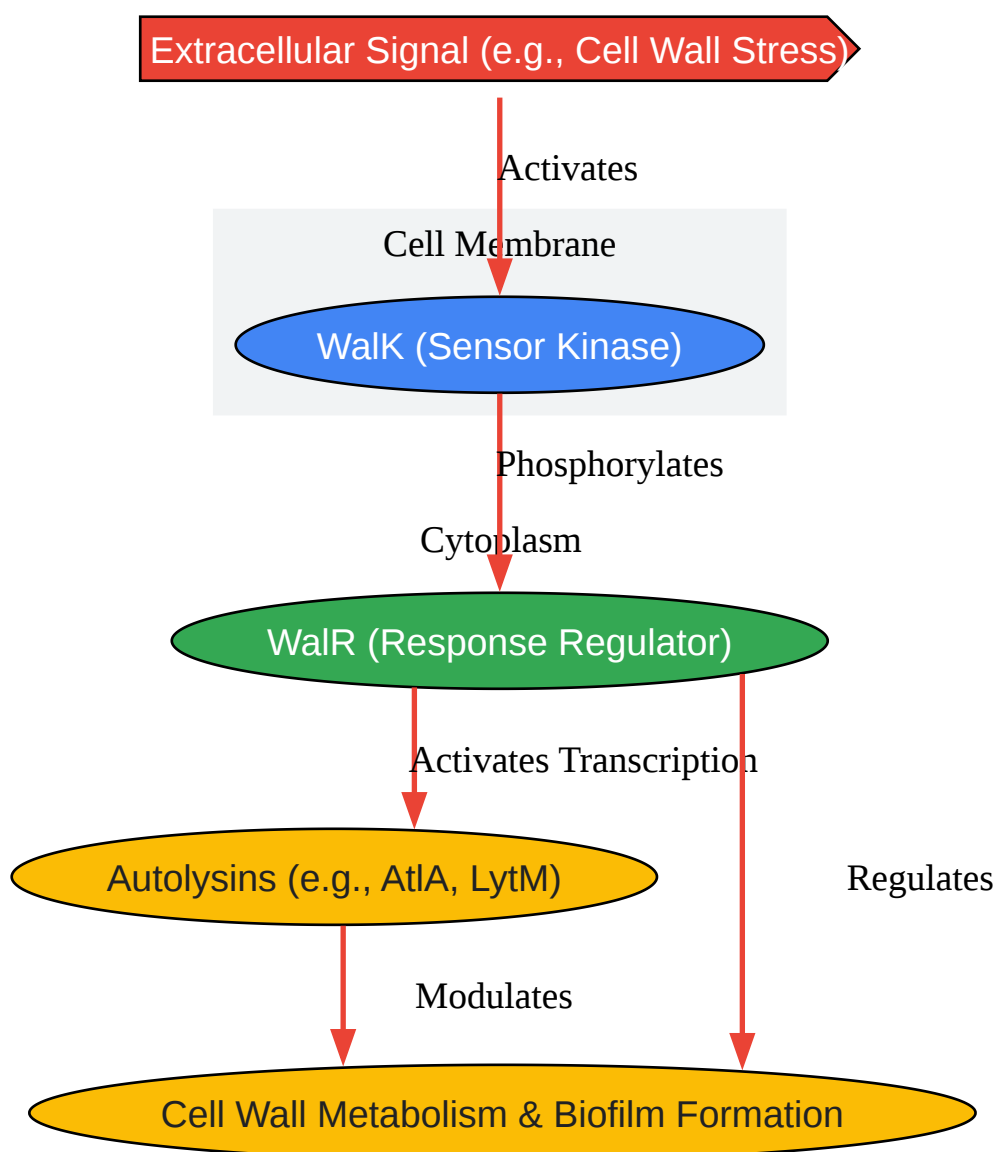 Extracellular Signal (e.g., Cell Wall Stress)
Activates
Cell Membrane
WalK (Sensor Kinase)
Phosphorylates
Cytoplasm
WalR (Response Regulator)
Activates Transcription
Autolysins (e.g., AtlA, LytM)
Regulates
Modulates
Cell Wall Metabolism & Biofilm Formation